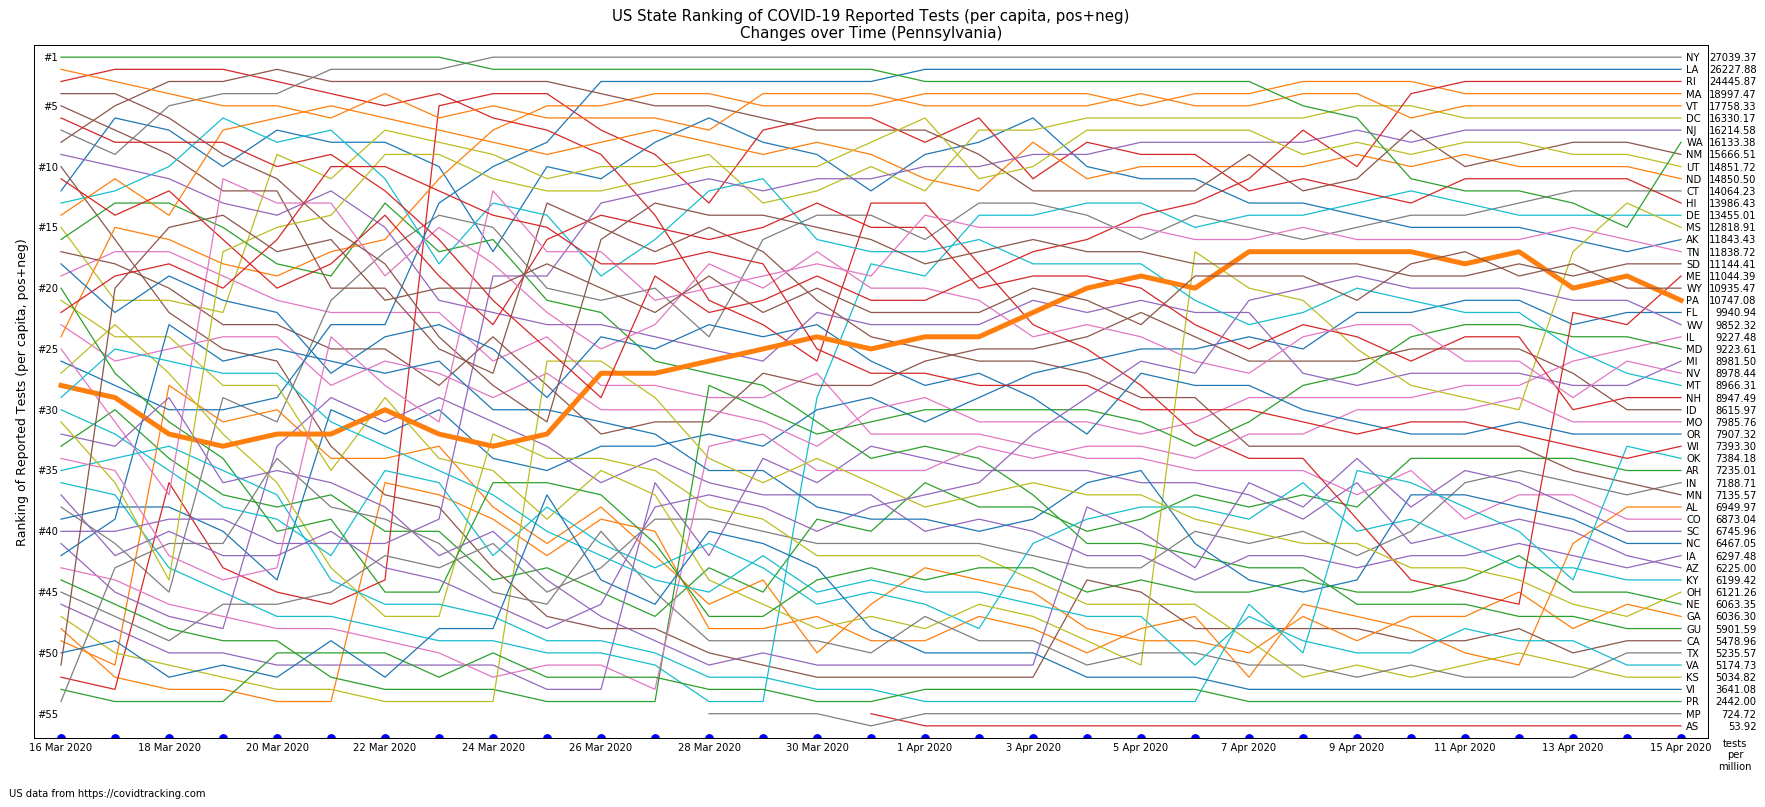 US State Ranking of COVID-19 Reported Tests (per capita, pos+neg)
Changes over Time (Pennsylvania)
Ranking of Reported Tests (per capita, pos+neg)
#1
#5
#10
#15
#20
#25
#30
#35
#40
#45
#50
#55
NY 27039.37
LA 26227.88
RI 24445.87
MA 18997.47
VT 17758.33
DC 16330.17
NJ 16214.58
WA 16133.38
NM 15666.51
UT 14851.72
ND 14850.50
CT 14064.23
HI 13986.43
DE 13455.01
MS 12818.91
AK 11843.43
TN 11838.72
SD 11144.41
ME 11044.39
WY 10935.47
PA 10747.08
FL 9940.94
WV 9852.32
IL 9227.48
MD 9223.61
MI 8981.50
NV 8978.44
MT 8966.31
NH 8947.49
ID 8615.97
MO 7985.76
OR 7907.32
WI 7393.30
OK 7384.18
AR 7235.01
IN 7188.71
MN 7135.57
AL 6949.97
CO 6873.04
SC 6745.96
NC 6467.05
IA 6297.48
AZ 6225.00
KY 6199.42
OH 6121.26
NE 6063.35
GA 6036.30
GU 5901.59
CA 5478.96
TX 5235.57
VA 5174.73
KS 5034.82
VI 3641.08
PR 2442.00
MP 724.72
AS 53.92
16 Mar 2020 18 Mar 2020 20 Mar 2020 22 Mar 2020 24 Mar 2020 26 Mar 2020 28 Mar 2020 30 Mar 2020 1 Apr 2020 3 Apr 2020 5 Apr 2020 7 Apr 2020 9 Apr 2020 11 Apr 2020 13 Apr 2020 15 Apr 2020
tests
per
million
US data from https://covidtracking.com